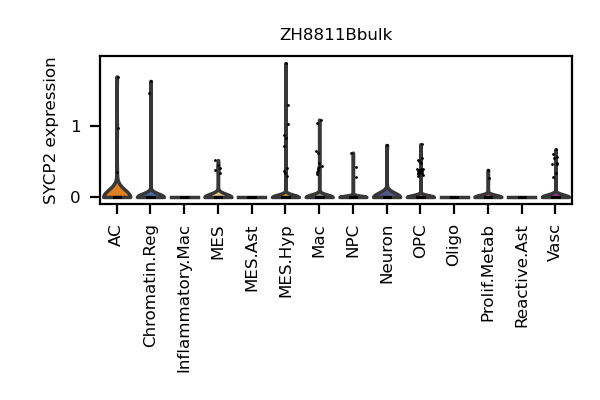 ZH8811Bbulk
SYCP2 expression
1
0
AC
Chromatin.Reg
Inflammatory.Mac
MES
MES.Ast
MES.Hyp
Mac
NPC
Neuron
OPC
Oligo
Prolif.Metab
Reactive.Ast
Vasc